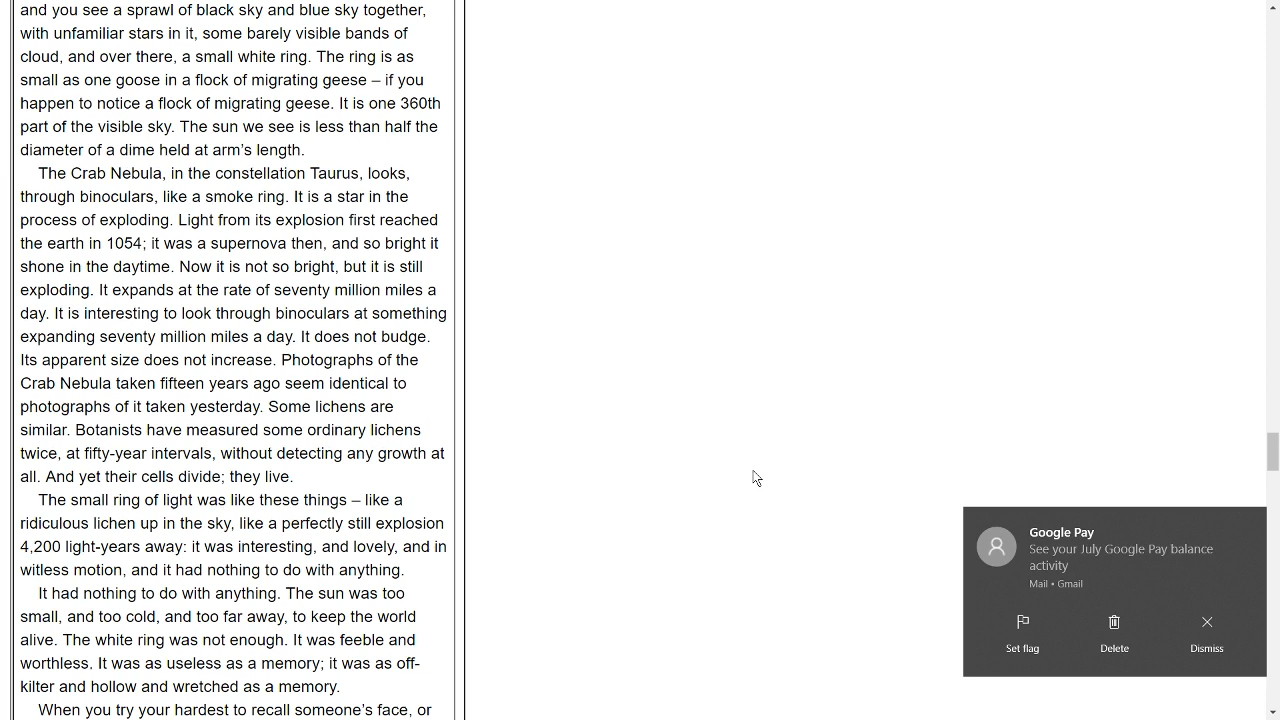 and you see a sprawl of black sky and blue sky together,
with unfamiliar stars in it, some barely visible bands of
cloud, and over there, a small white ring. The ring is as
small as one goose in a flock of migrating geese – if you
happen to notice a flock of migrating geese. It is one 360th
part of the visible sky. The sun we see is less than half the
diameter of a dime held at arm’s length.
The Crab Nebula, in the constellation Taurus, looks,
through binoculars, like a smoke ring. It is a star in the
process of exploding. Light from its explosion first reached
the earth in 1054; it was a supernova then, and so bright it
shone in the daytime. Now it is not so bright, but it is still
exploding. It expands at the rate of seventy million miles a
day. It is interesting to look through binoculars at something
expanding seventy million miles a day. It does not budge.
Its apparent size does not increase. Photographs of the
Crab Nebula taken fifteen years ago seem identical to
photographs of it taken yesterday. Some lichens are
similar. Botanists have measured some ordinary lichens
twice, at fifty-year intervals, without detecting any growth at
all. And yet their cells divide; they live.
The small ring of light was like these things – like a
ridiculous lichen up in the sky, like a perfectly still explosion
4,200 light-years away: it was interesting, and lovely, and in
witless motion, and it had nothing to do with anything.
It had nothing to do with anything. The sun was too
small, and too cold, and too far away, to keep the world
alive. The white ring was not enough. It was feeble and
worthless. It was as useless as a memory; it was as off-
kilter and hollow and wretched as a memory.
When you try your hardest to recall someone’s face, or
Google Pay
See your July Google Pay balance
activity
Mail • Gmail
Set flag
Delete
Dismiss